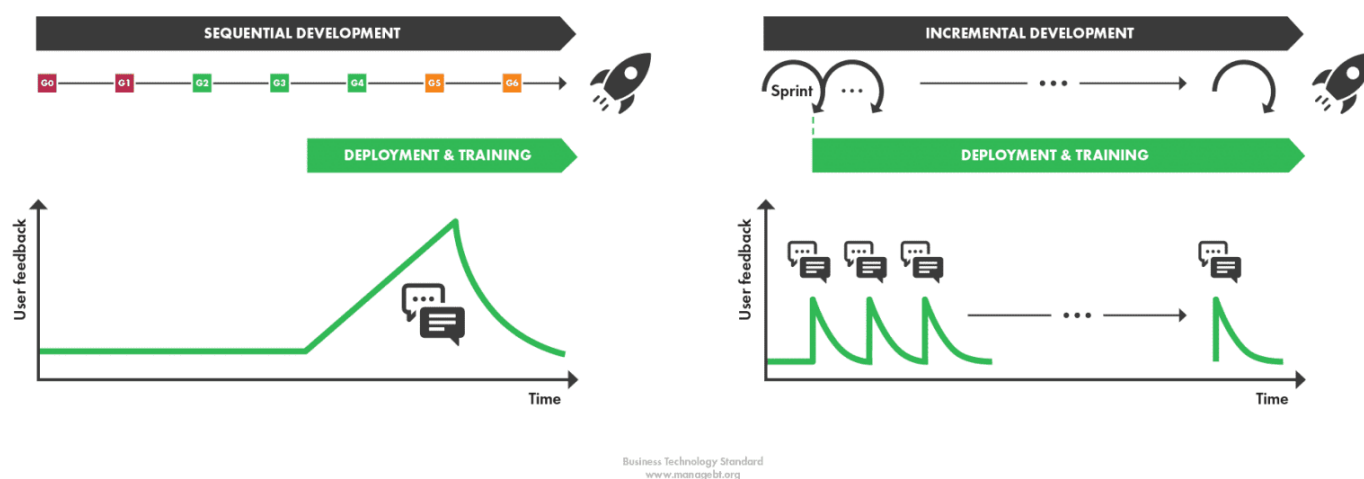 SEQUENTIAL DEVELOPMENT
G0 G1 G2 G3 G4 G5 G6
DEPLOYMENT & TRAINING
User feedback
Time
INCREMENTAL DEVELOPMENT
Sprint
DEPLOYMENT & TRAINING
User feedback
Time
Business Technology Standard
www.managebt.org